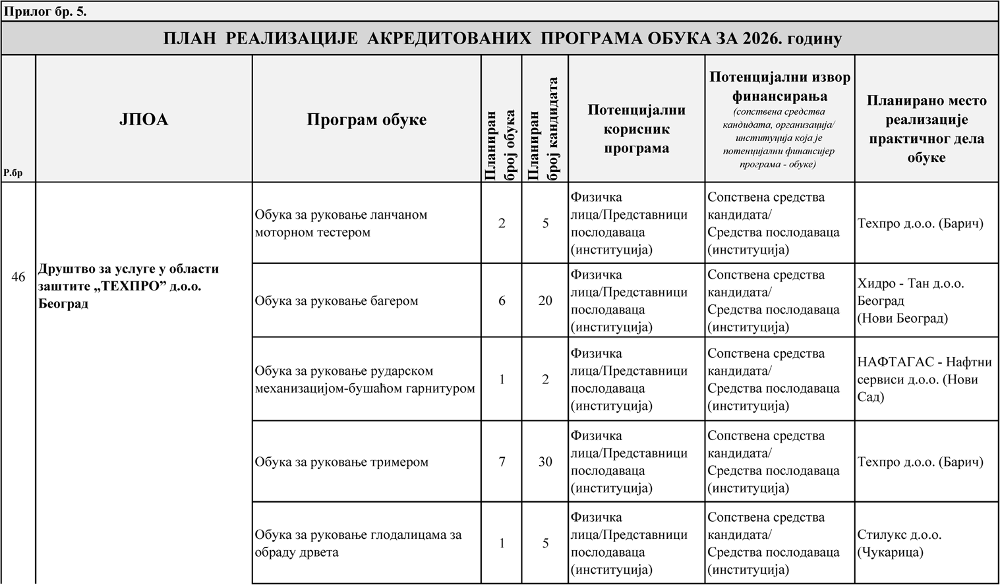 Прилог бр. 5.
ПЛАН РЕАЛИЗАЦИЈЕ АКРЕДИТОВАНИХ ПРОГРАМА ОБУКА ЗА 2026. годину
Р.бр
ЈПОА
Програм обуке
Планиран
број обука
Планиран
број кандидата
Потенцијални
корисник
програма
Потенцијални извор
финансирања
(сопствена средства
кандидата, организација/
институција која је
потенцијални финансијер
програма - обуке)
Планирано место
реализације
практичног дела
обуке
46
Друштво за услуге у области
заштите „ТЕХПРО” д.о.о.
Београд
Обука за руковање ланчаном
моторном тестером
2
5
Физичка
лица/Представници
послодаваца
(институција)
Сопствена средства
кандидата/
Средства послодаваца
(институција)
Техпро д.о.о. (Барич)
Обука за руковање багером
6
20
Физичка
лица/Представници
послодаваца
(институција)
Сопствена средства
кандидата/
Средства послодаваца
(институција)
Хидро - Тан д.о.о.
Београд
(Нови Београд)
Обука за руковање рударском
механизацијом-бушаћом гарнитуром
1
2
Физичка
лица/Представници
послодаваца
(институција)
Сопствена средства
кандидата/
Средства послодаваца
(институција)
НАФТАГАС - Нафтни
сервиси д.о.о. (Нови
Сад)
Обука за руковање тримером
7
30
Физичка
лица/Представници
послодаваца
(институција)
Сопствена средства
кандидата/
Средства послодаваца
(институција)
Техпро д.о.о. (Барич)
Обука за руковање глодалицама за
обраду дрвета
1
5
Физичка
лица/Представници
послодаваца
(институција)
Сопствена средства
кандидата/
Средства послодаваца
(институција)
Стилукс д.о.о.
(Чукарица)